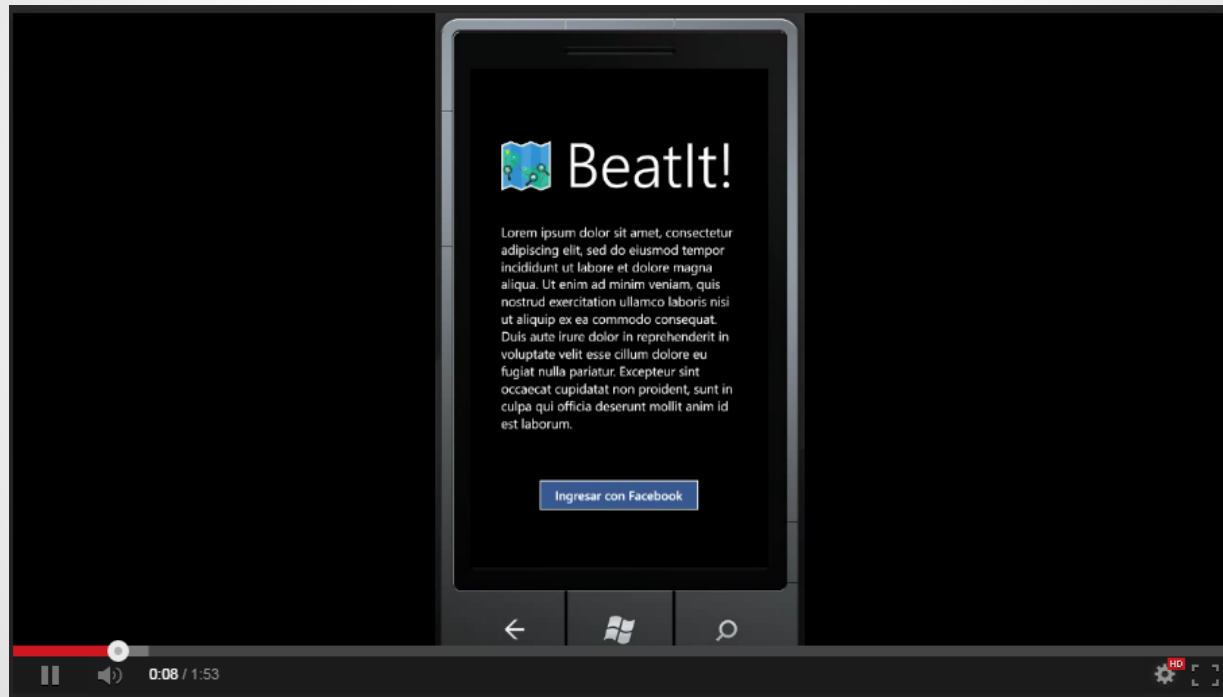 BeatIt!
Lorem ipsum dolor sit amet, consectetur
adipiscing elit, sed do eiusmod tempor
incididunt ut labore et dolore magna
aliqua. Ut enim ad minim veniam, quis
nostrud exercitation ullamco laboris nisi
ut aliquip ex ea commodo consequat.
Duis aute irure dolor in reprehenderit in
voluptate velit esse cillum dolore eu
fugiat nulla pariatur. Excepteur sint
occaecat cupidatat non proident, sunt in
culpa qui officia deserunt mollit anim id
est laborum.
Ingresar con Facebook
0:08 / 1:53
HD